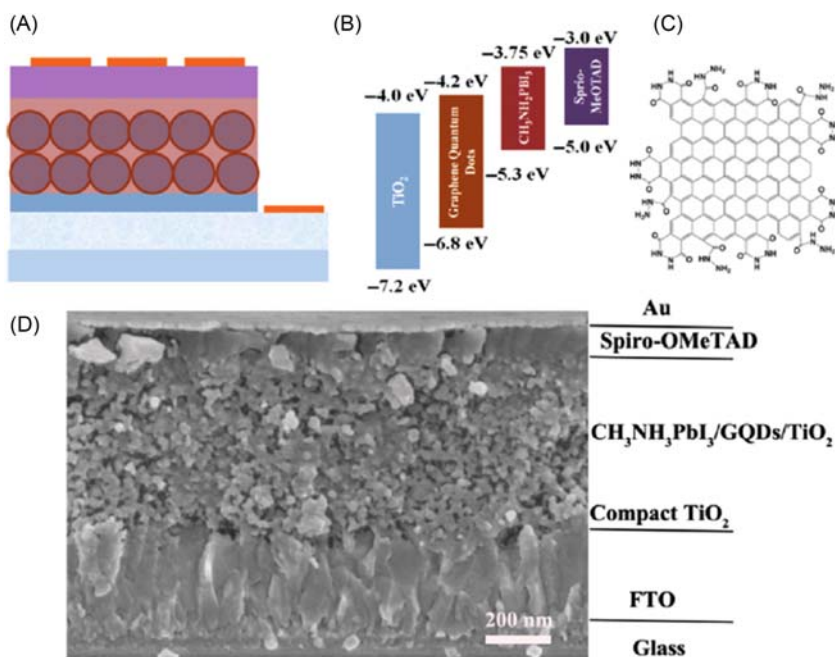 (A)
(B)
(C)
−3.0 eV
−3.75 eV
−4.2 eV
−4.0 eV
TiO2
Graphene Quantum
Dots
CH3NH3PBI3
Sprio-
MeOTAD
−5.0 eV
−5.3 eV
−6.8 eV
−7.2 eV
(D)
Au
Spiro-OMeTAD
CH3NH3PbI3/GQDs/TiO2
Compact TiO2
FTO
Glass
200 nm